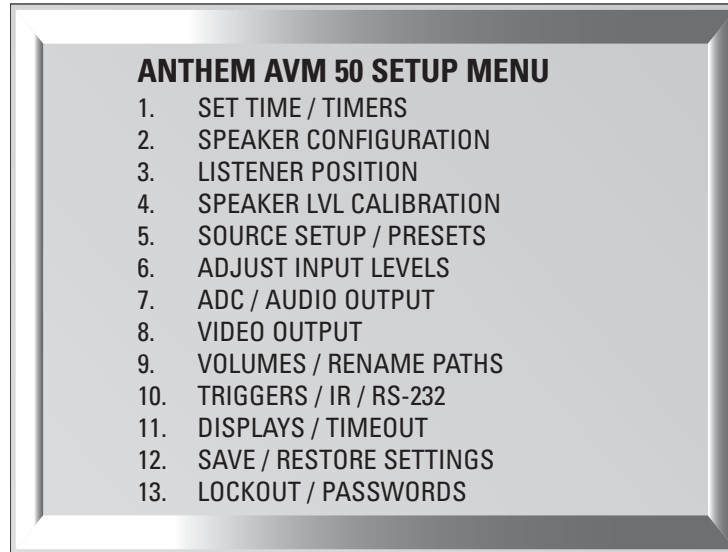 ANTHEM AVM 50 SETUP MENU
1. SET TIME / TIMERS
2. SPEAKER CONFIGURATION
3. LISTENER POSITION
4. SPEAKER LVL CALIBRATION
5. SOURCE SETUP / PRESETS
6. ADJUST INPUT LEVELS
7. ADC / AUDIO OUTPUT
8. VIDEO OUTPUT
9. VOLUMES / RENAME PATHS
10. TRIGGERS / IR / RS-232
11. DISPLAYS / TIMEOUT
12. SAVE / RESTORE SETTINGS
13. LOCKOUT / PASSWORDS